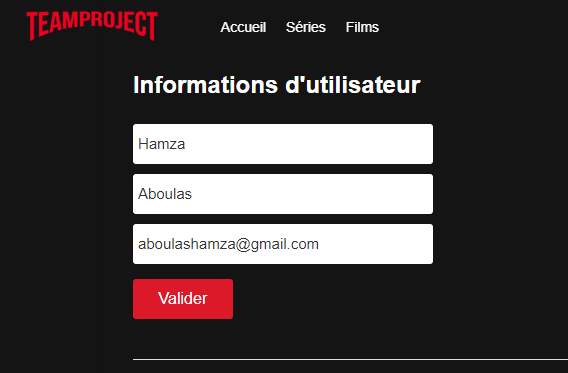 TEAMPROJECT Accueil Séries Films
Informations d'utilisateur
Hamza
Aboulas
aboulashamza@gmail.com
Valider